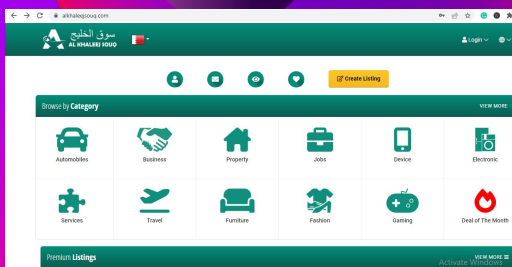 alkhaleejsouq.com
سوق الخليج
AL KHALEEJ SOUQ
Login
Create Listing
Browse by Category
VIEW MORE
Automobiles
Business
Property
Jobs
Device
Electronic
Services
Travel
Furniture
Fashion
Gaming
Deal of The Month
Premium Listings
VIEW MORE
Activate Windows